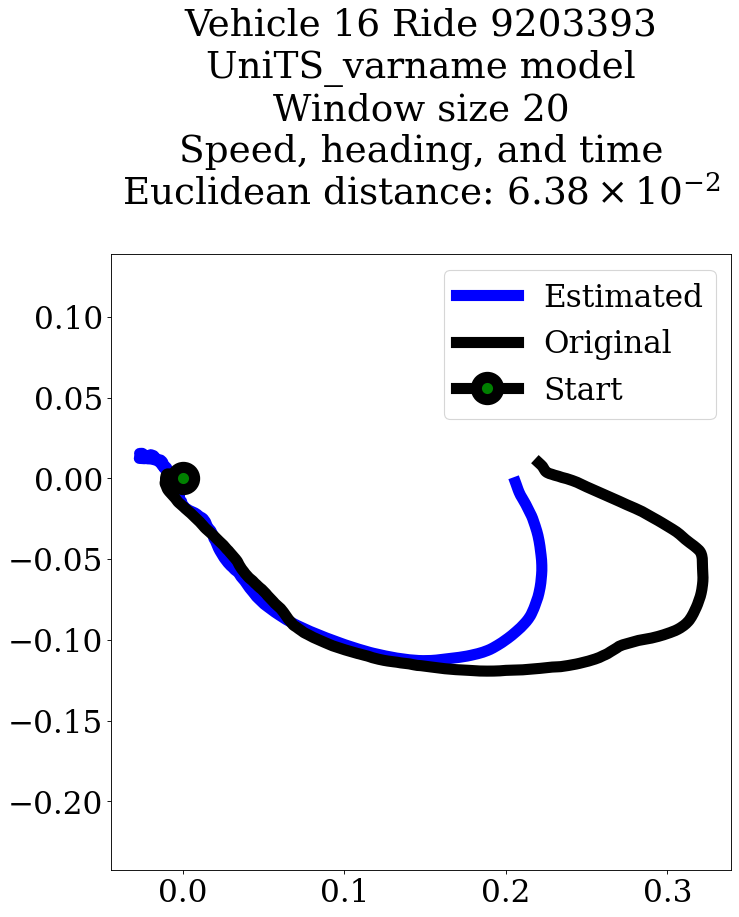 Vehicle 16 Ride 9203393
UniTS_varname model
Window size 20
Speed, heading, and time
Euclidean distance: 6.38 × 10⁻²
Estimated
Original
Start
0.10
0.05
0.00
−0.05
−0.10
−0.15
−0.20
0.0 0.1 0.2 0.3